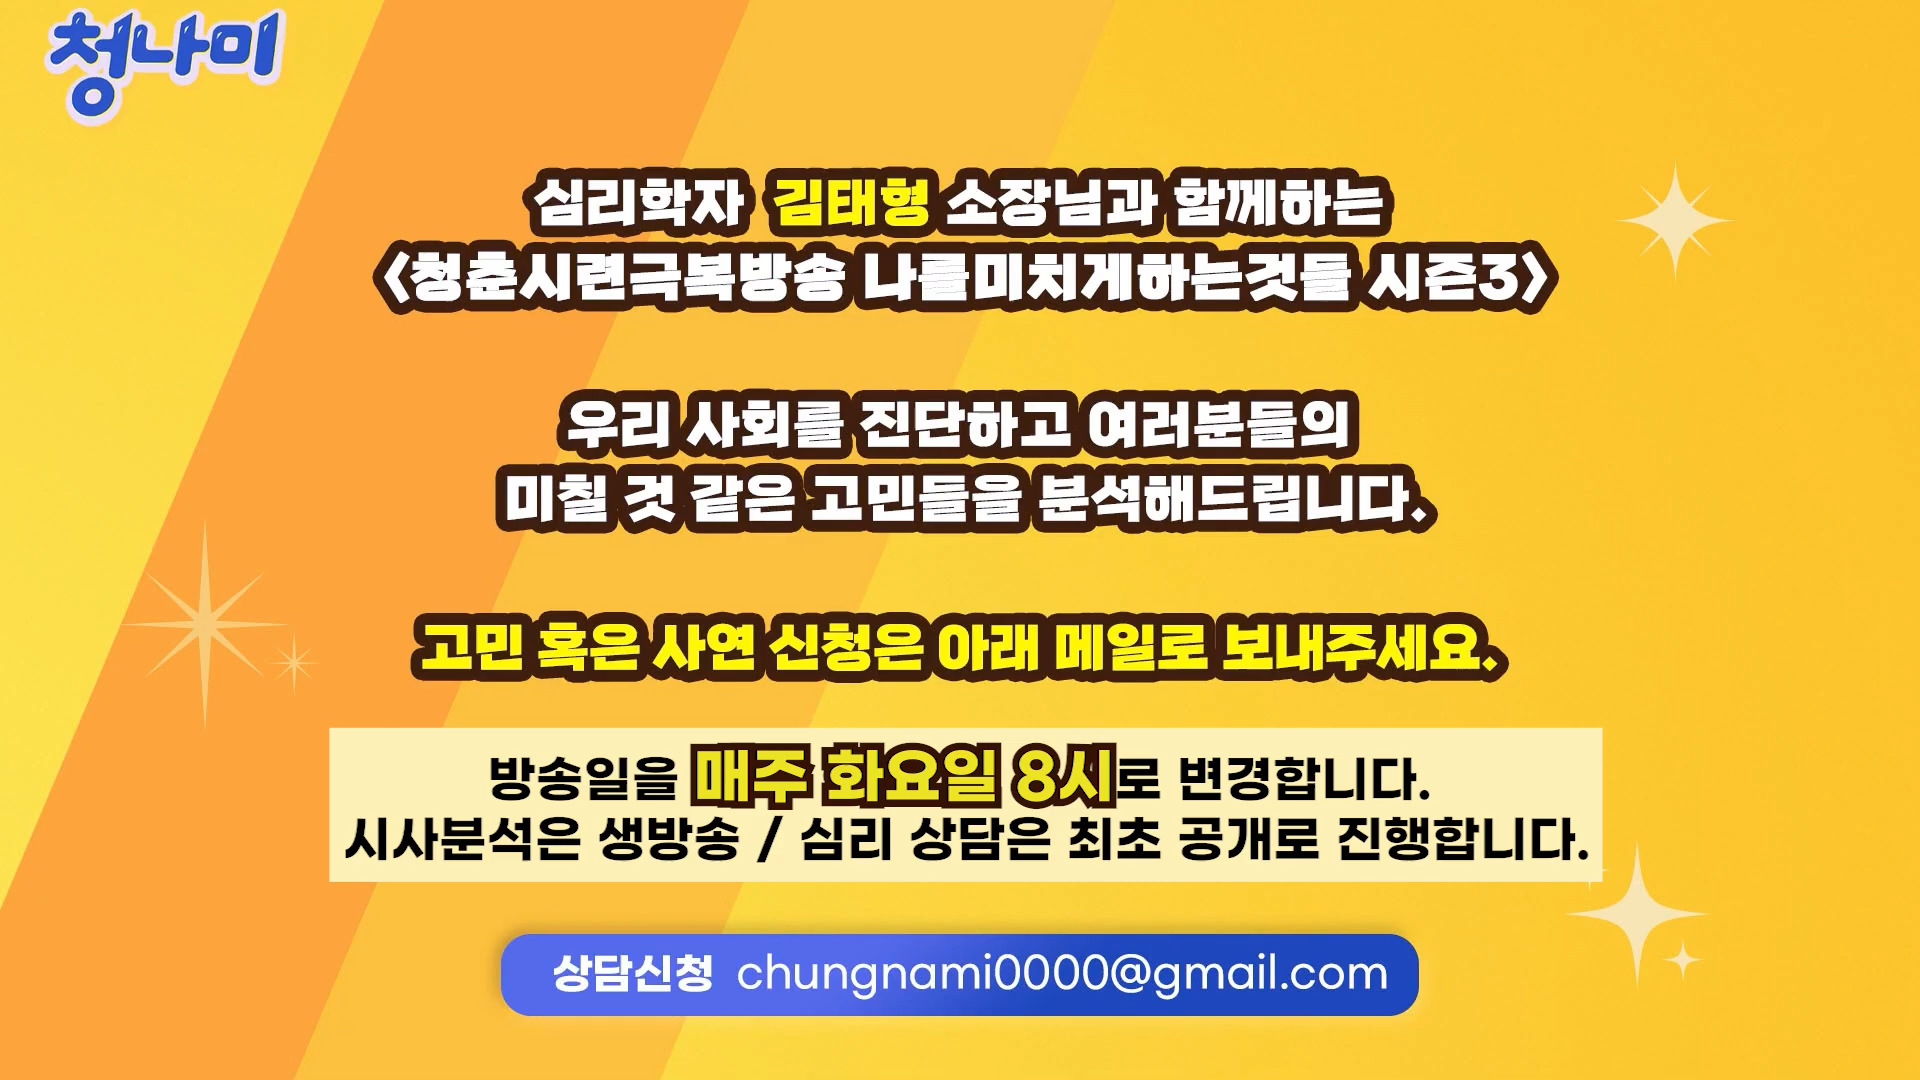 청나미
심리학자 김태형 소장님과 함께하는
<청춘시련극복방송 나를미치게하는것들 시즌3>
우리 사회를 진단하고 여러분들의
미칠 것 같은 고민들을 분석해드립니다.
고민 혹은 사연 신청은 아래 메일로 보내주세요.
방송일을 매주 화요일 8시로 변경합니다.
시사분석은 생방송 / 심리 상담은 최초 공개로 진행합니다.
상담신청 chungnami0000@gmail.com